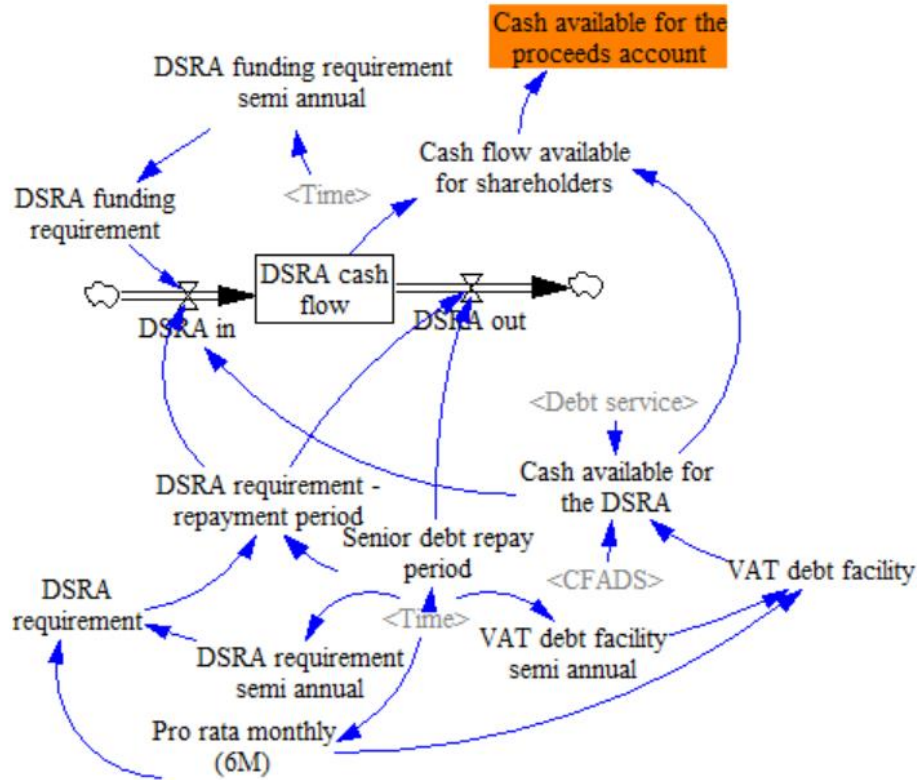 Cash available for the
proceeds account
DSRA funding requirement
semi annual
Cash flow available
for shareholders
<Time>
DSRA funding
requirement
DSRA cash
flow
DSRA in
DSRA out
<Debt service>
Cash available for
the DSRA
DSRA requirement -
repayment period
Senior debt repay
period
<CFADS>
VAT debt facility
DSRA
requirement
<Time>
DSRA requirement
semi annual
VAT debt facility
semi annual
Pro rata monthly
(6M)